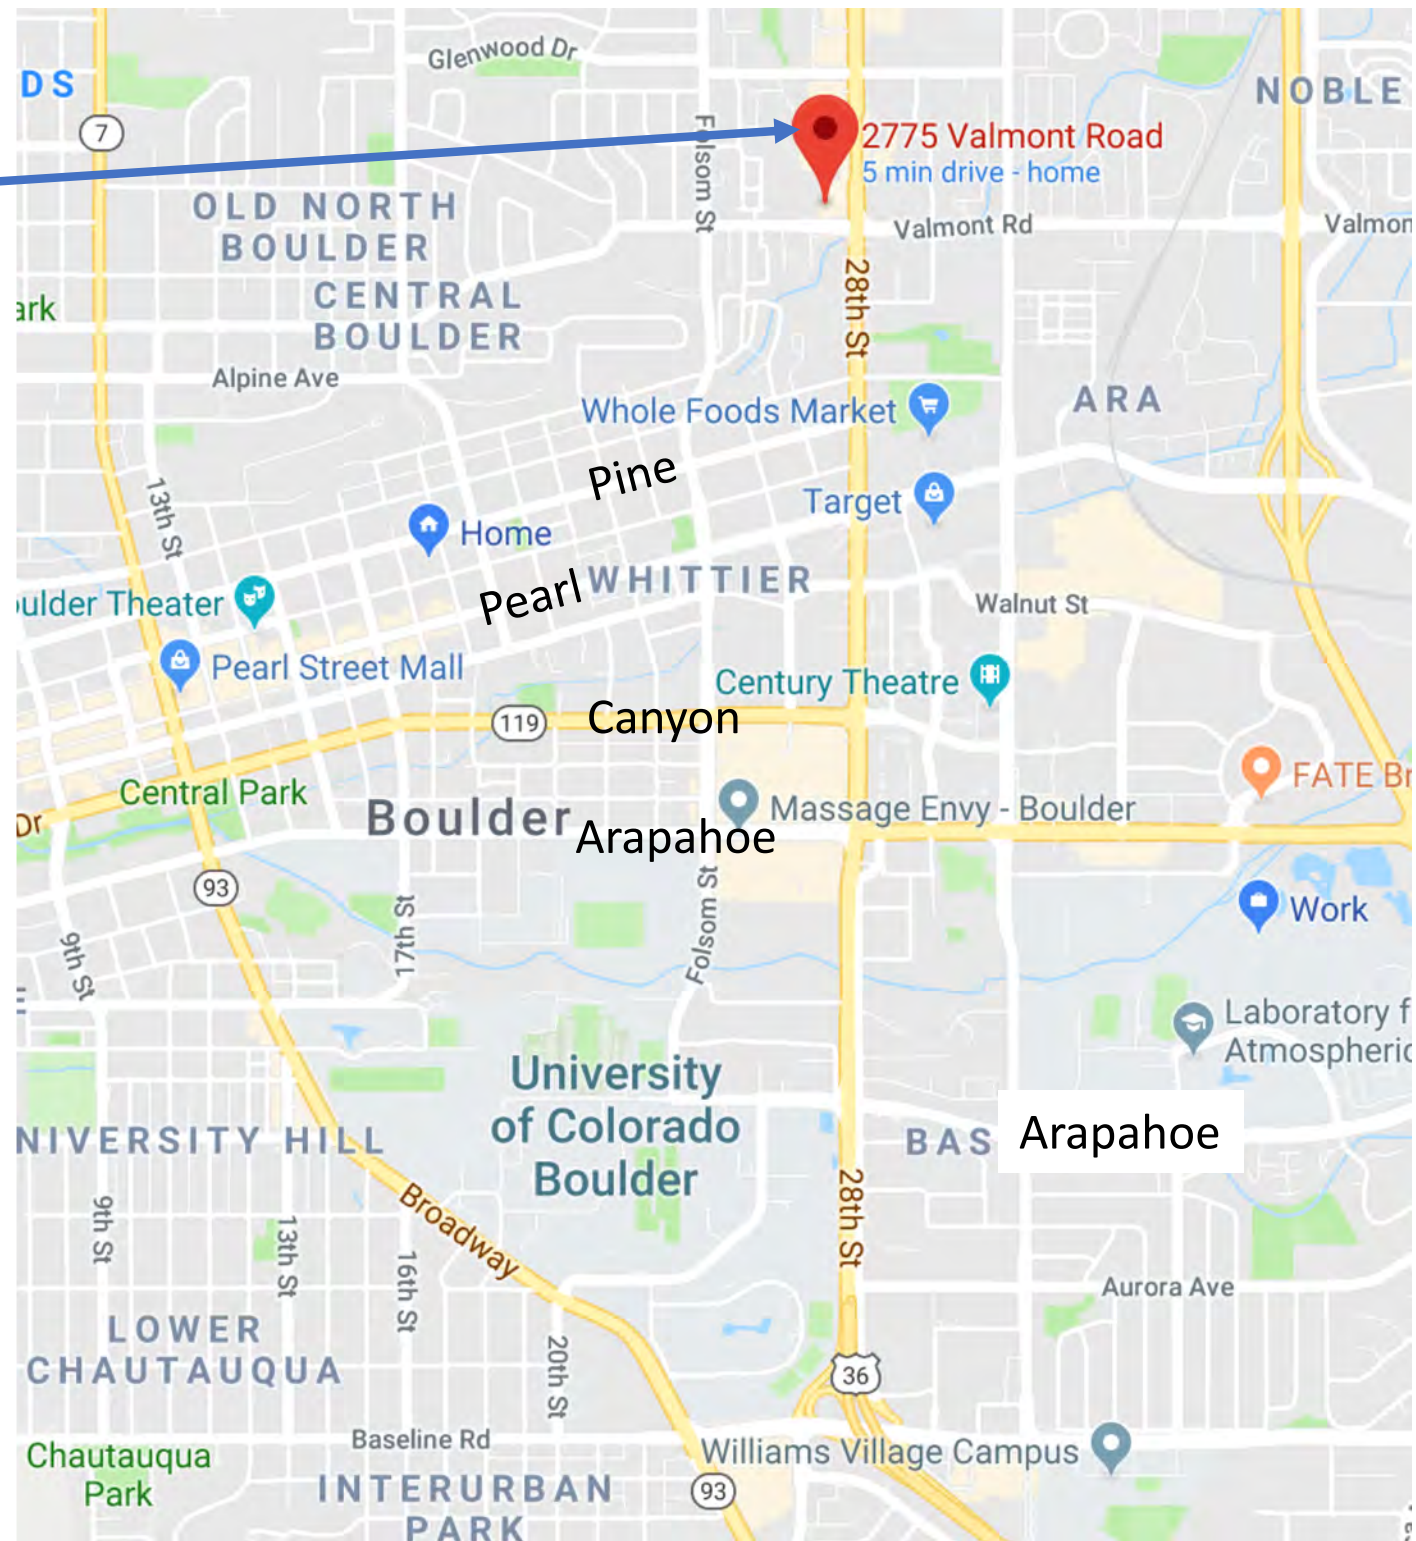 Glenwood Dr
DS
NOBLE
7
Folsom St
2775 Valmont Road
5 min drive - home
OLD NORTH
BOULDER
Valmont Rd
Valmon
CENTRAL
BOULDER
28th St
ark
Alpine Ave
ARA
Whole Foods Market
Pine
13th St
Target
Home
Pearl
WHITTIER
oulder Theater
Walnut St
Pearl Street Mall
Century Theatre
119
Canyon
Central Park
FATE Br
Dr
Boulder
Massage Envy - Boulder
Arapahoe
93
17th St
Folsom St
Work
9th St
Laboratory f
Atmospheric
University
of Colorado
Boulder
NIVERSITY HILL
BAS
Arapahoe
28th St
Broadway
9th St
13th St
16th St
Aurora Ave
LOWER
CHAUTAUQUA
20th St
36
Baseline Rd
Chautauqua
Park
Williams Village Campus
INTERURBAN
PARK
93